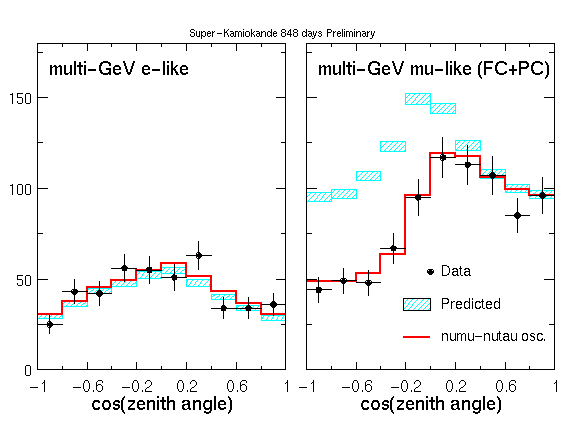 Super-Kamiokande 848 days Preliminary
multi-GeV e-like
multi-GeV mu-like (FC+PC)
150
100
50
0
Data
Predicted
numu-nutau osc.
-1 -0.6 -0.2 0.2 0.6 1
-1 -0.6 -0.2 0.2 0.6 1
cos(zenith angle)
cos(zenith angle)